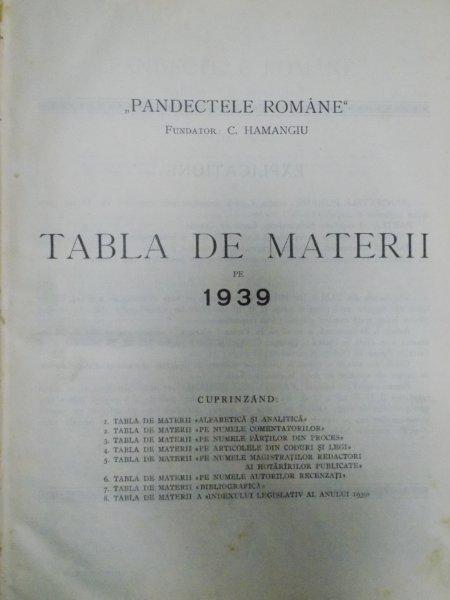 „PANDECTELE ROMÂNE“
FUNDATOR: C. HAMANGIU
TABLA DE MATERII
PE
1939
CUPRINZÂND:
1. TABLA DE MATERII «ALFABETICĂ ŞI ANALITICĂ»
2. TABLA DE MATERII «PE NUMELE COMENTATORILOR»
3. TABLA DE MATERII «PE NUMELE PĂRŢILOR DIN PROCES»
4. TABLA DE MATERII «PE ARTICOLELE DIN CODURI ŞI LEGI»
5. TABLA DE MATERII «PE NUMELE MAGISTRAŢILOR REDACTORI
AI HOTĂRÎRILOR PUBLICATE»
6. TABLA DE MATERII «PE NUMELE AUTORILOR RECENZAŢI»
7. TABLA DE MATERII «BIBLIOGRAFICĂ»
8. TABLA DE MATERII A «INDEXULUI LEGISLATIV AL ANULUI 1939»